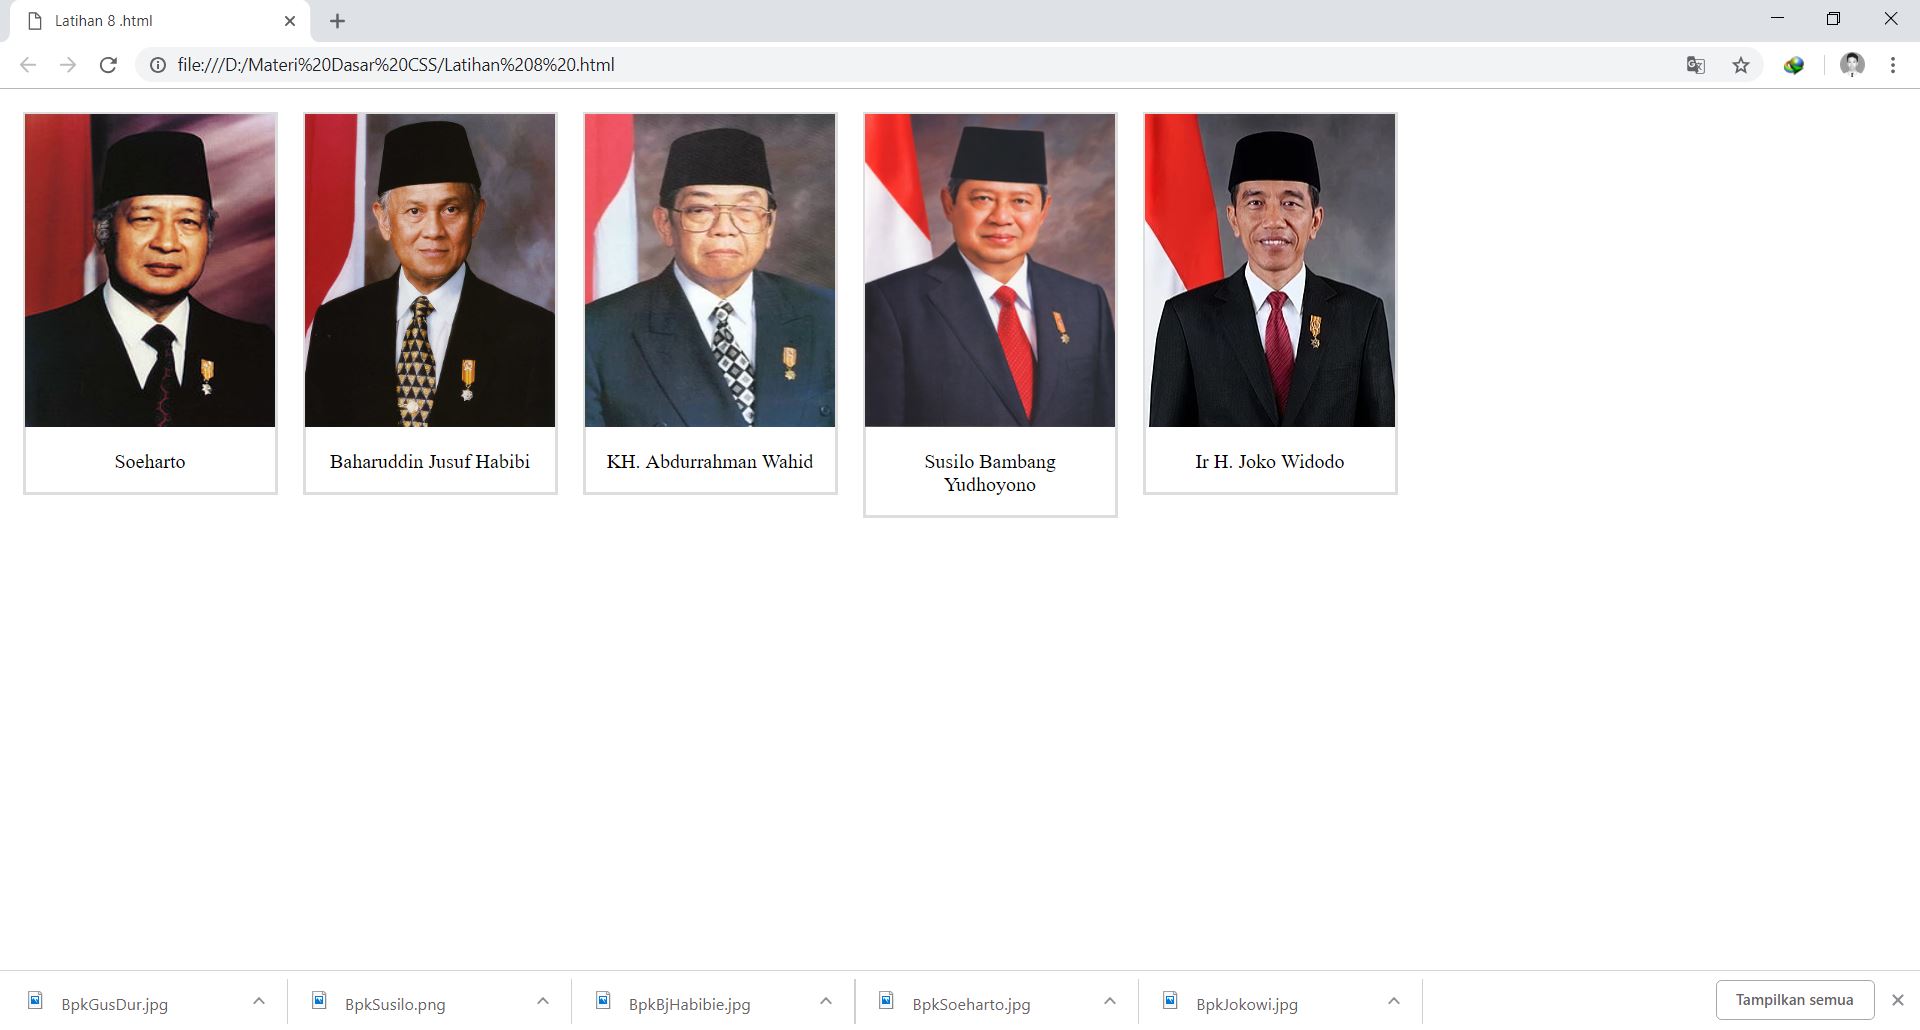 Latihan 8 .html
file:///D:/Materi%20Dasar%20CSS/Latihan%208%20.html
Soeharto
Baharuddin Jusuf Habibi
KH. Abdurrahman Wahid
Susilo Bambang
Yudhoyono
Ir H. Joko Widodo
BpkGusDur.jpg
BpkSusilo.png
BpkBjHabibie.jpg
BpkSoeharto.jpg
BpkJokowi.jpg
Tampilkan semua